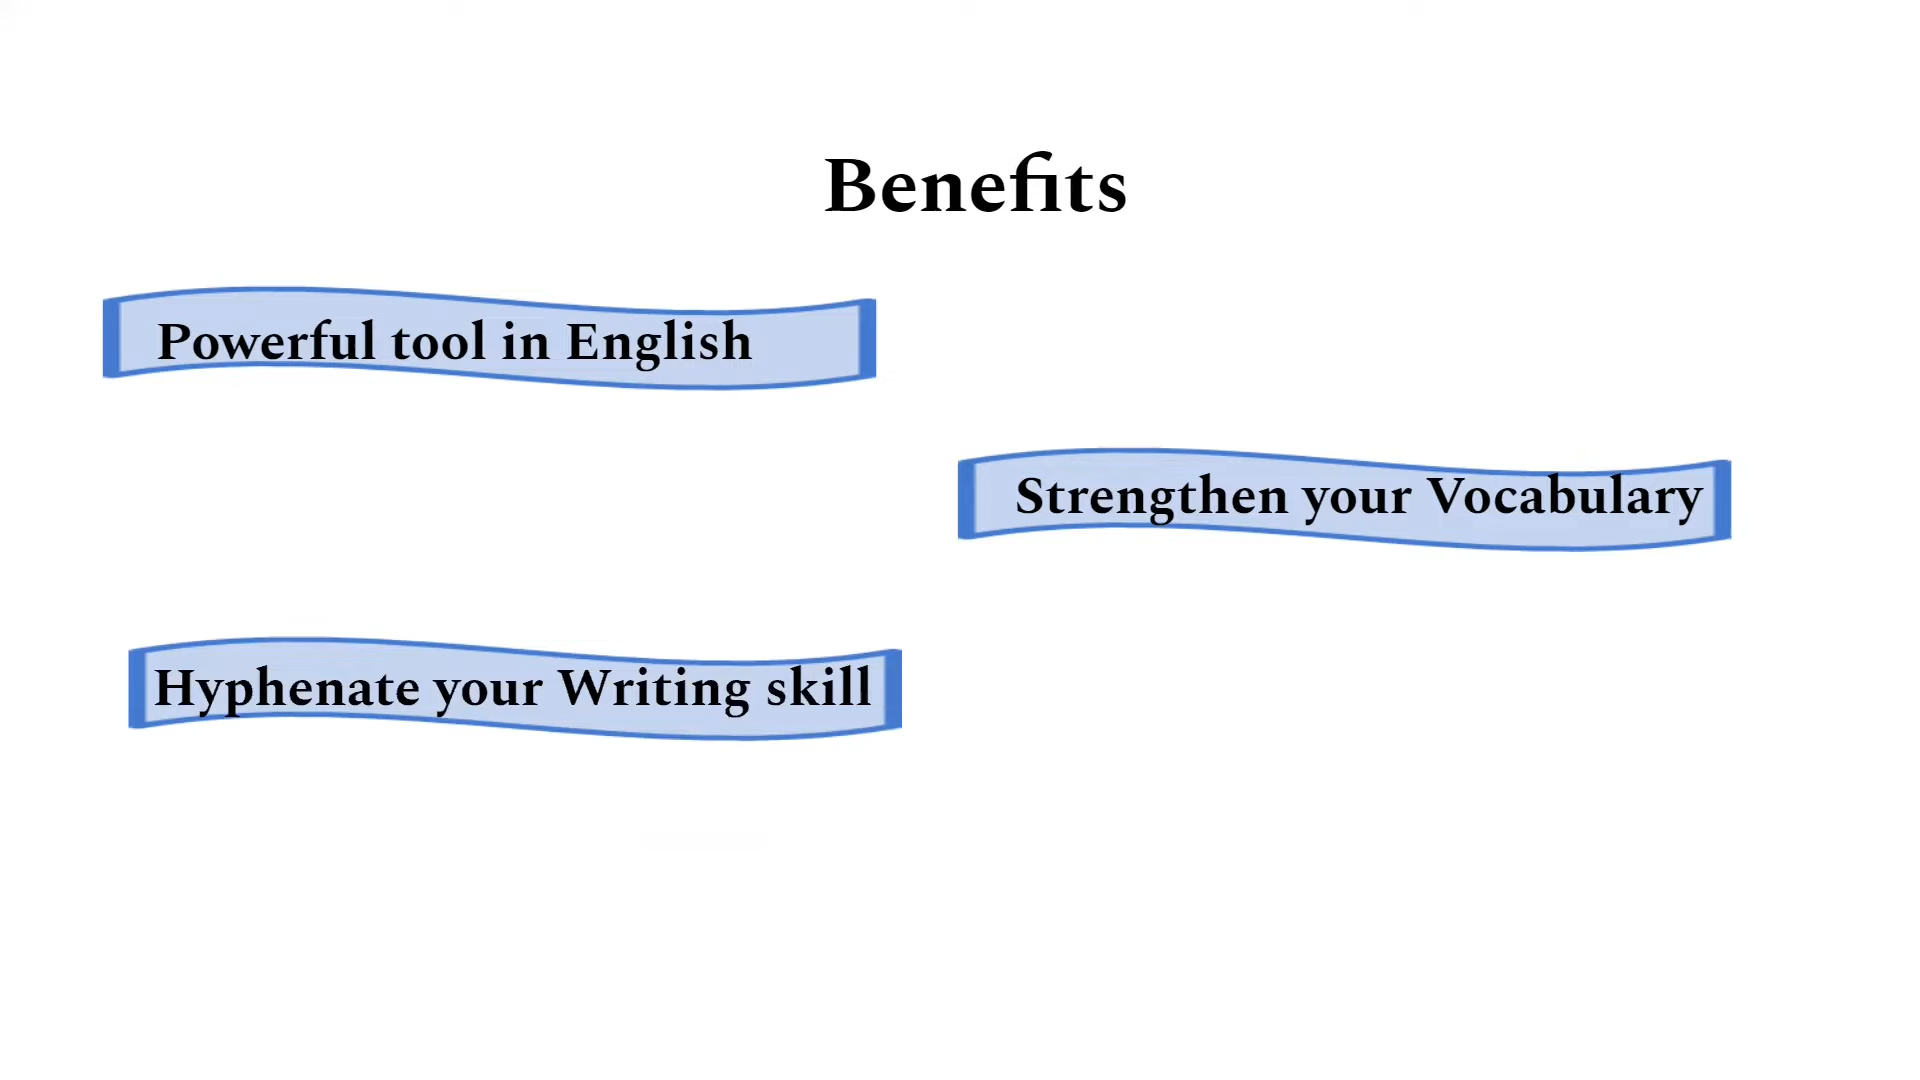 Benefits
Powerful tool in English
Strengthen your Vocabulary
Hyphenate your Writing skill